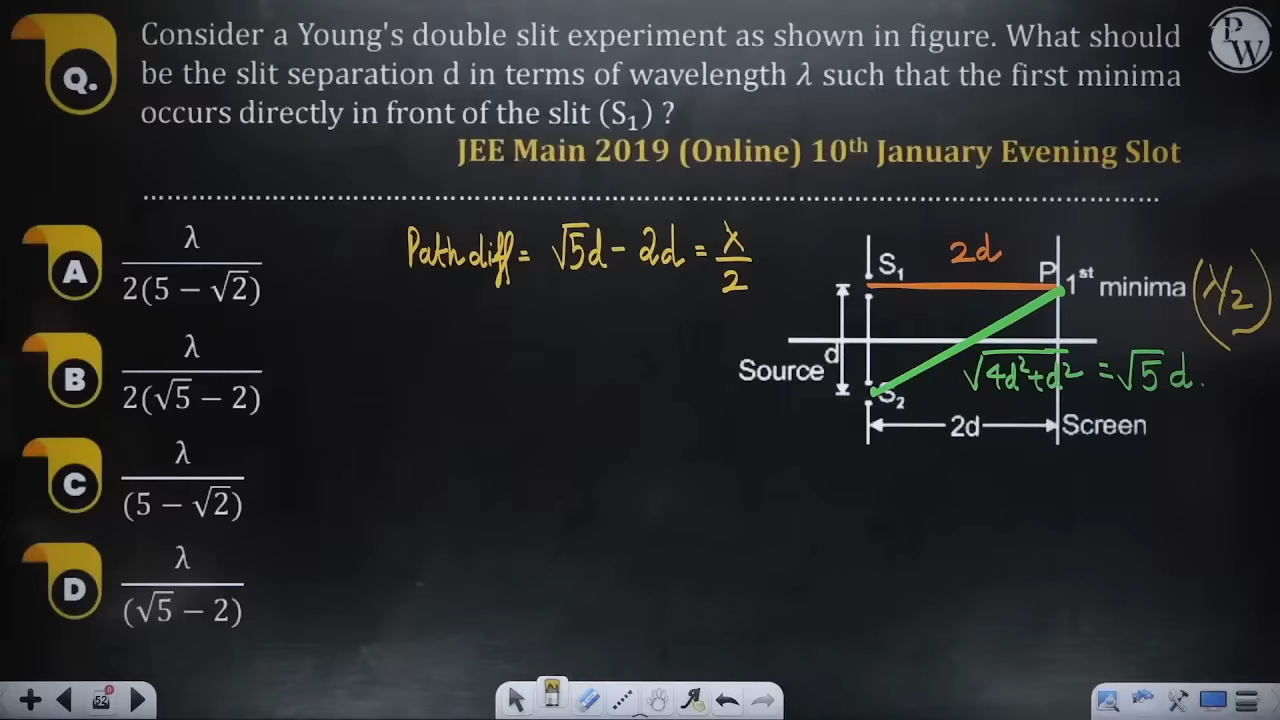 Q.
Consider a Young's double slit experiment as shown in figure. What should
be the slit separation d in terms of wavelength λ such that the first minima
occurs directly in front of the slit (S₁) ?
JEE Main 2019 (Online) 10th January Evening Slot
PW
A λ/2(5 − √2)
B λ/2(√5 − 2)
C λ/(5 − √2)
D λ/(√5 − 2)
Path diff = √5d − 2d = λ/2
S₁ 2d P 1st minima (λ/2)
d
Source
√4d²+d² = √5 d.
S₂
2d Screen
52